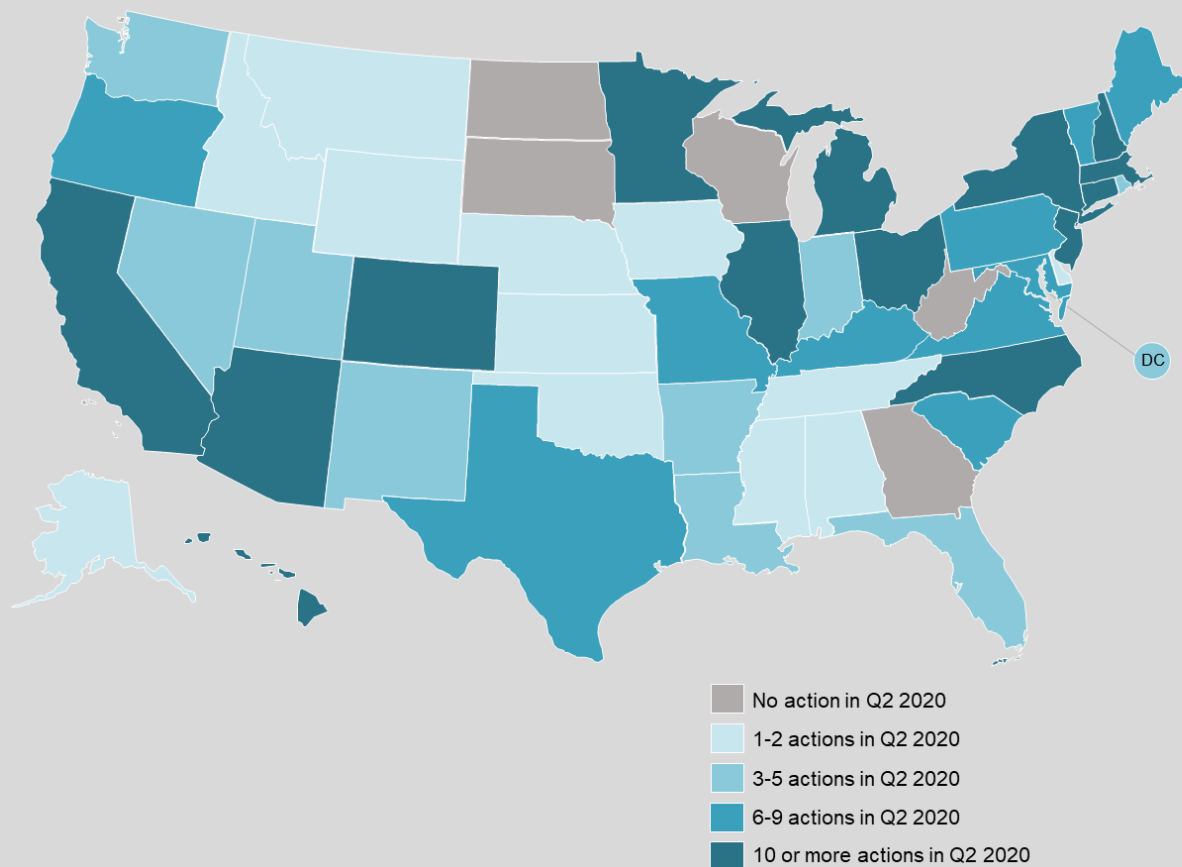 DC
No action in Q2 2020
1-2 actions in Q2 2020
3-5 actions in Q2 2020
6-9 actions in Q2 2020
10 or more actions in Q2 2020